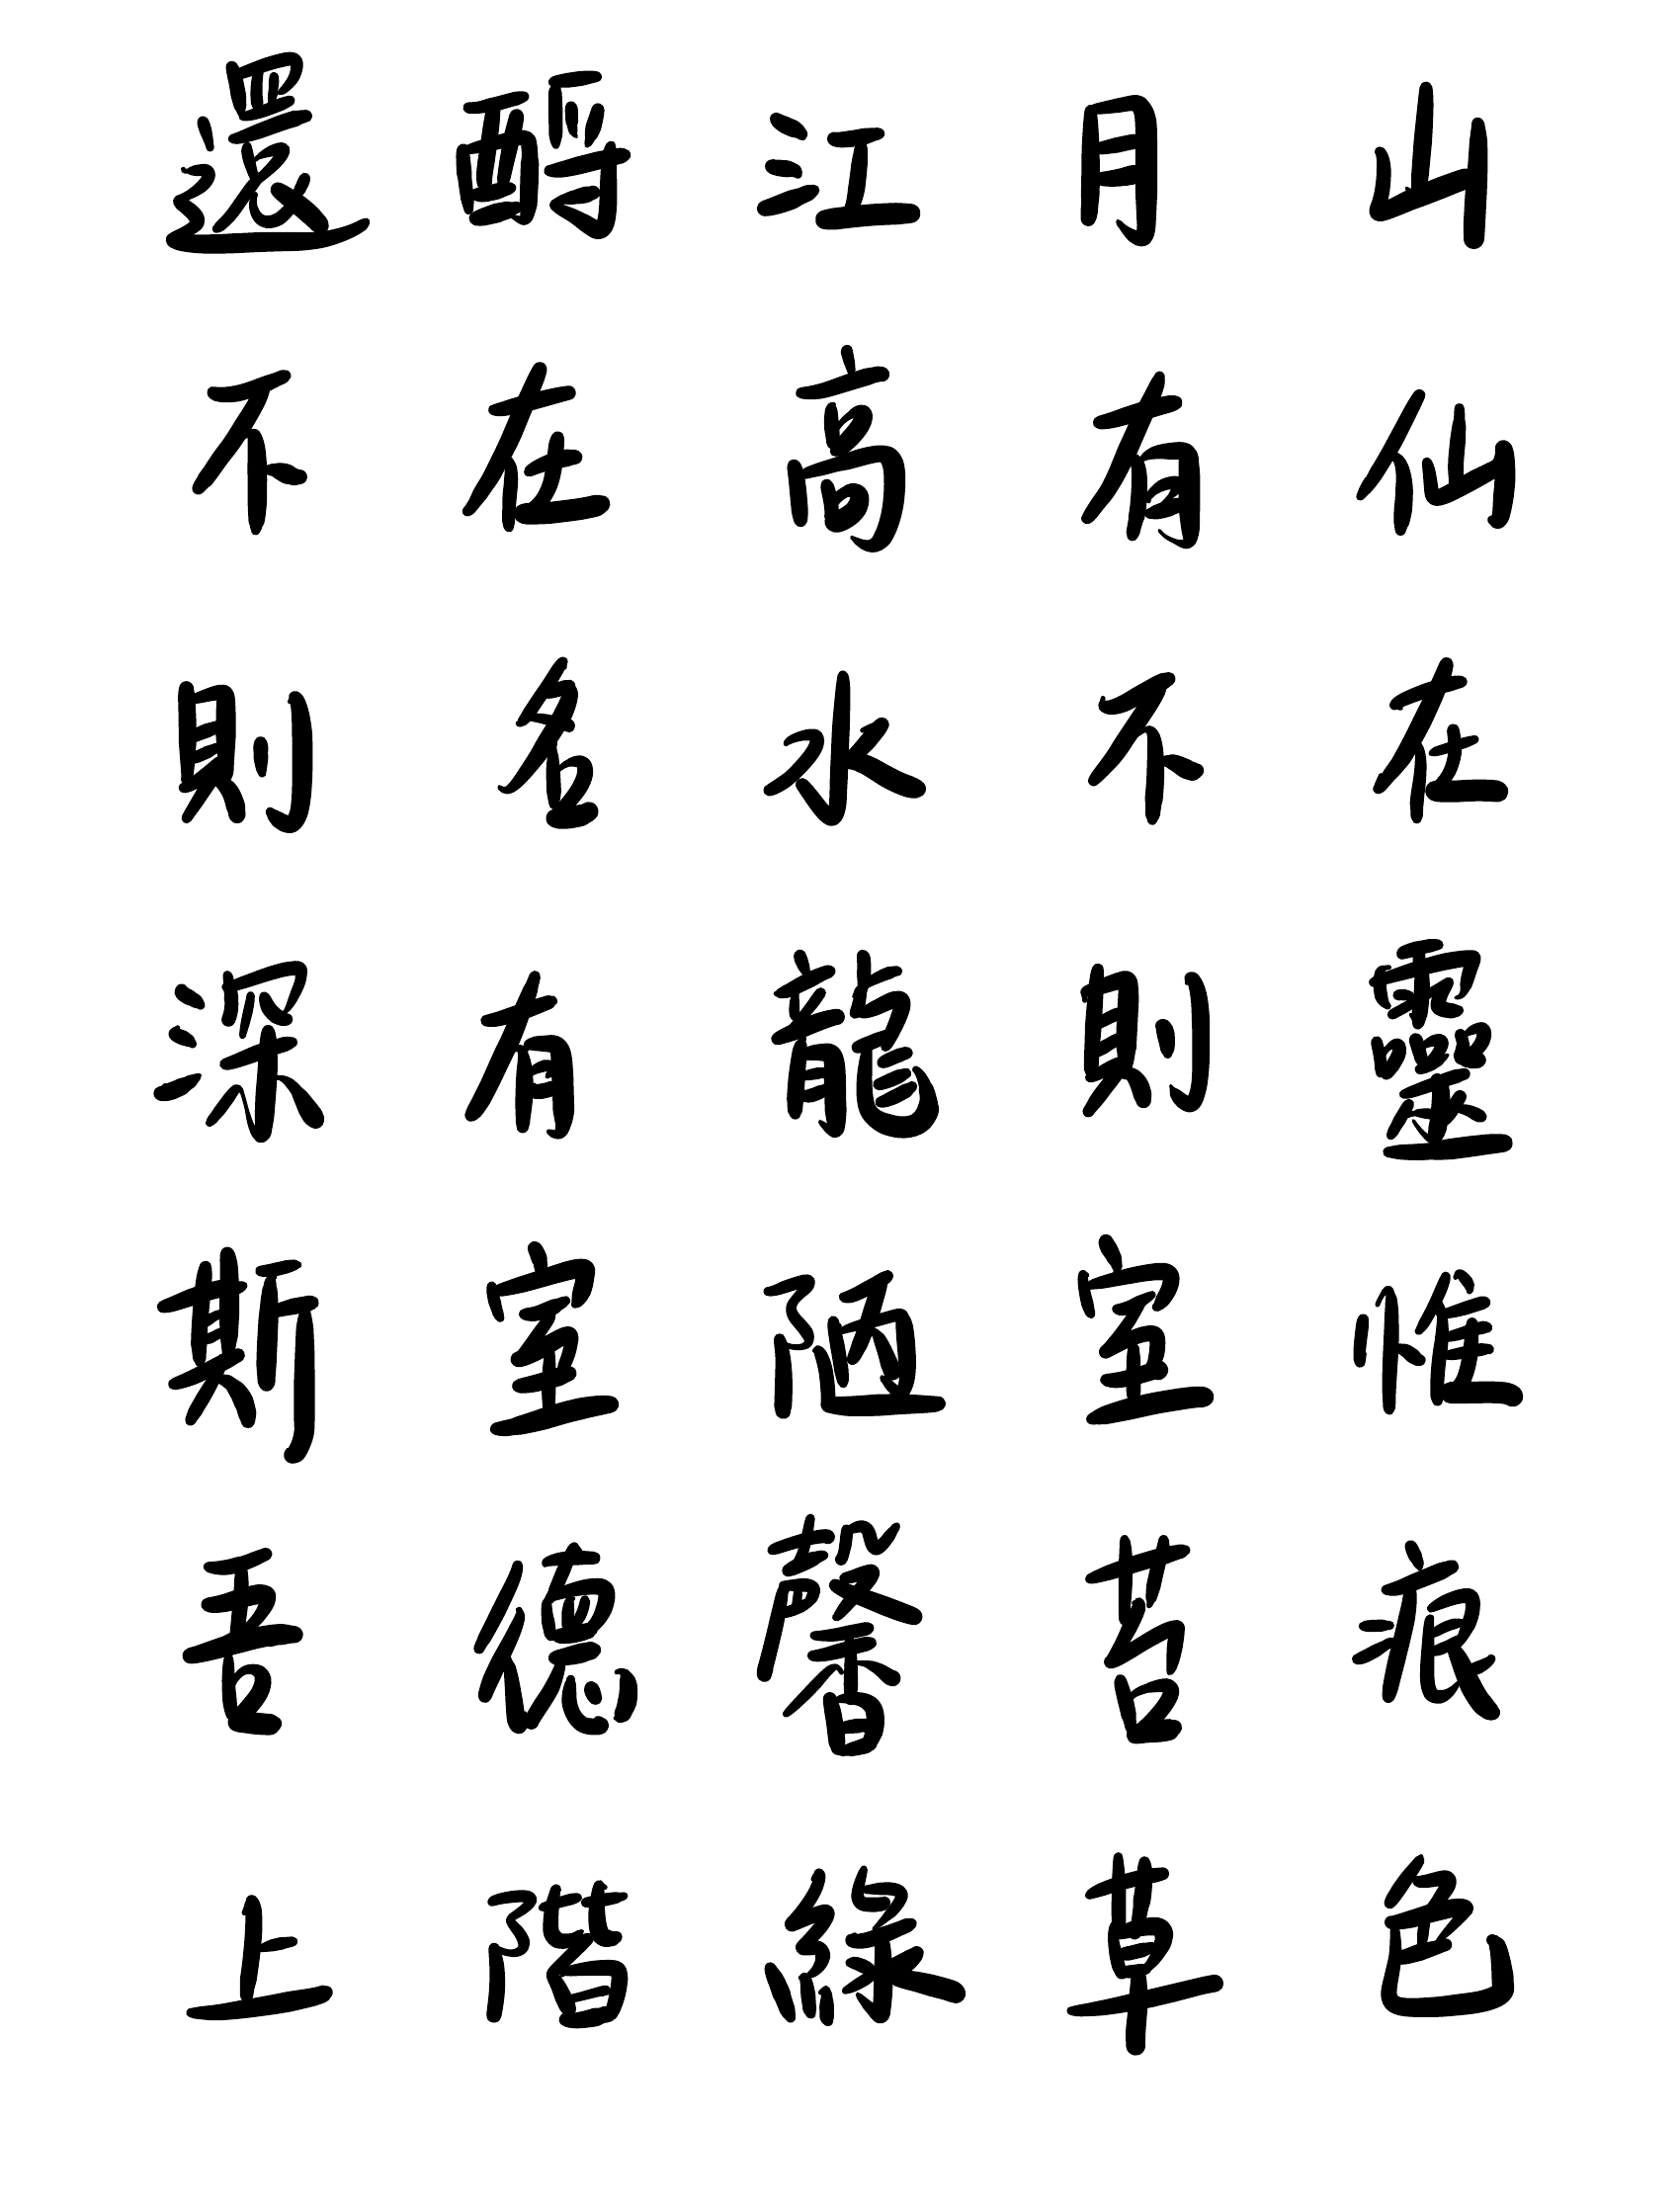 還酹江月山
不在高有仙
則名水不在
深有龍則靈
斯室陋室惟
吾德馨苔痕
上階綠草色